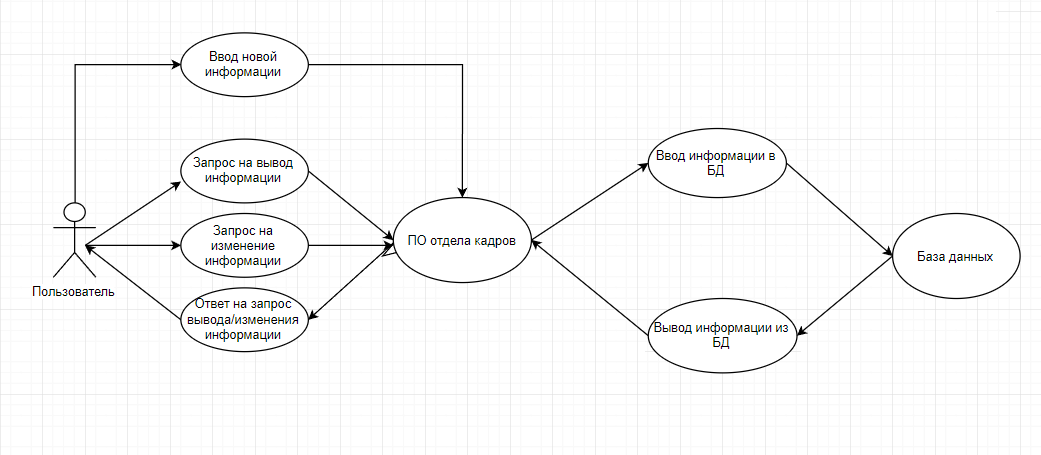 Ввод новой
информации
Запрос на вывод
информации
Запрос на
изменение
информации
Ответ на запрос
вывода/изменения
информации
Пользователь
ПО отдела кадров
Ввод информации в
БД
Вывод информации из
БД
База данных